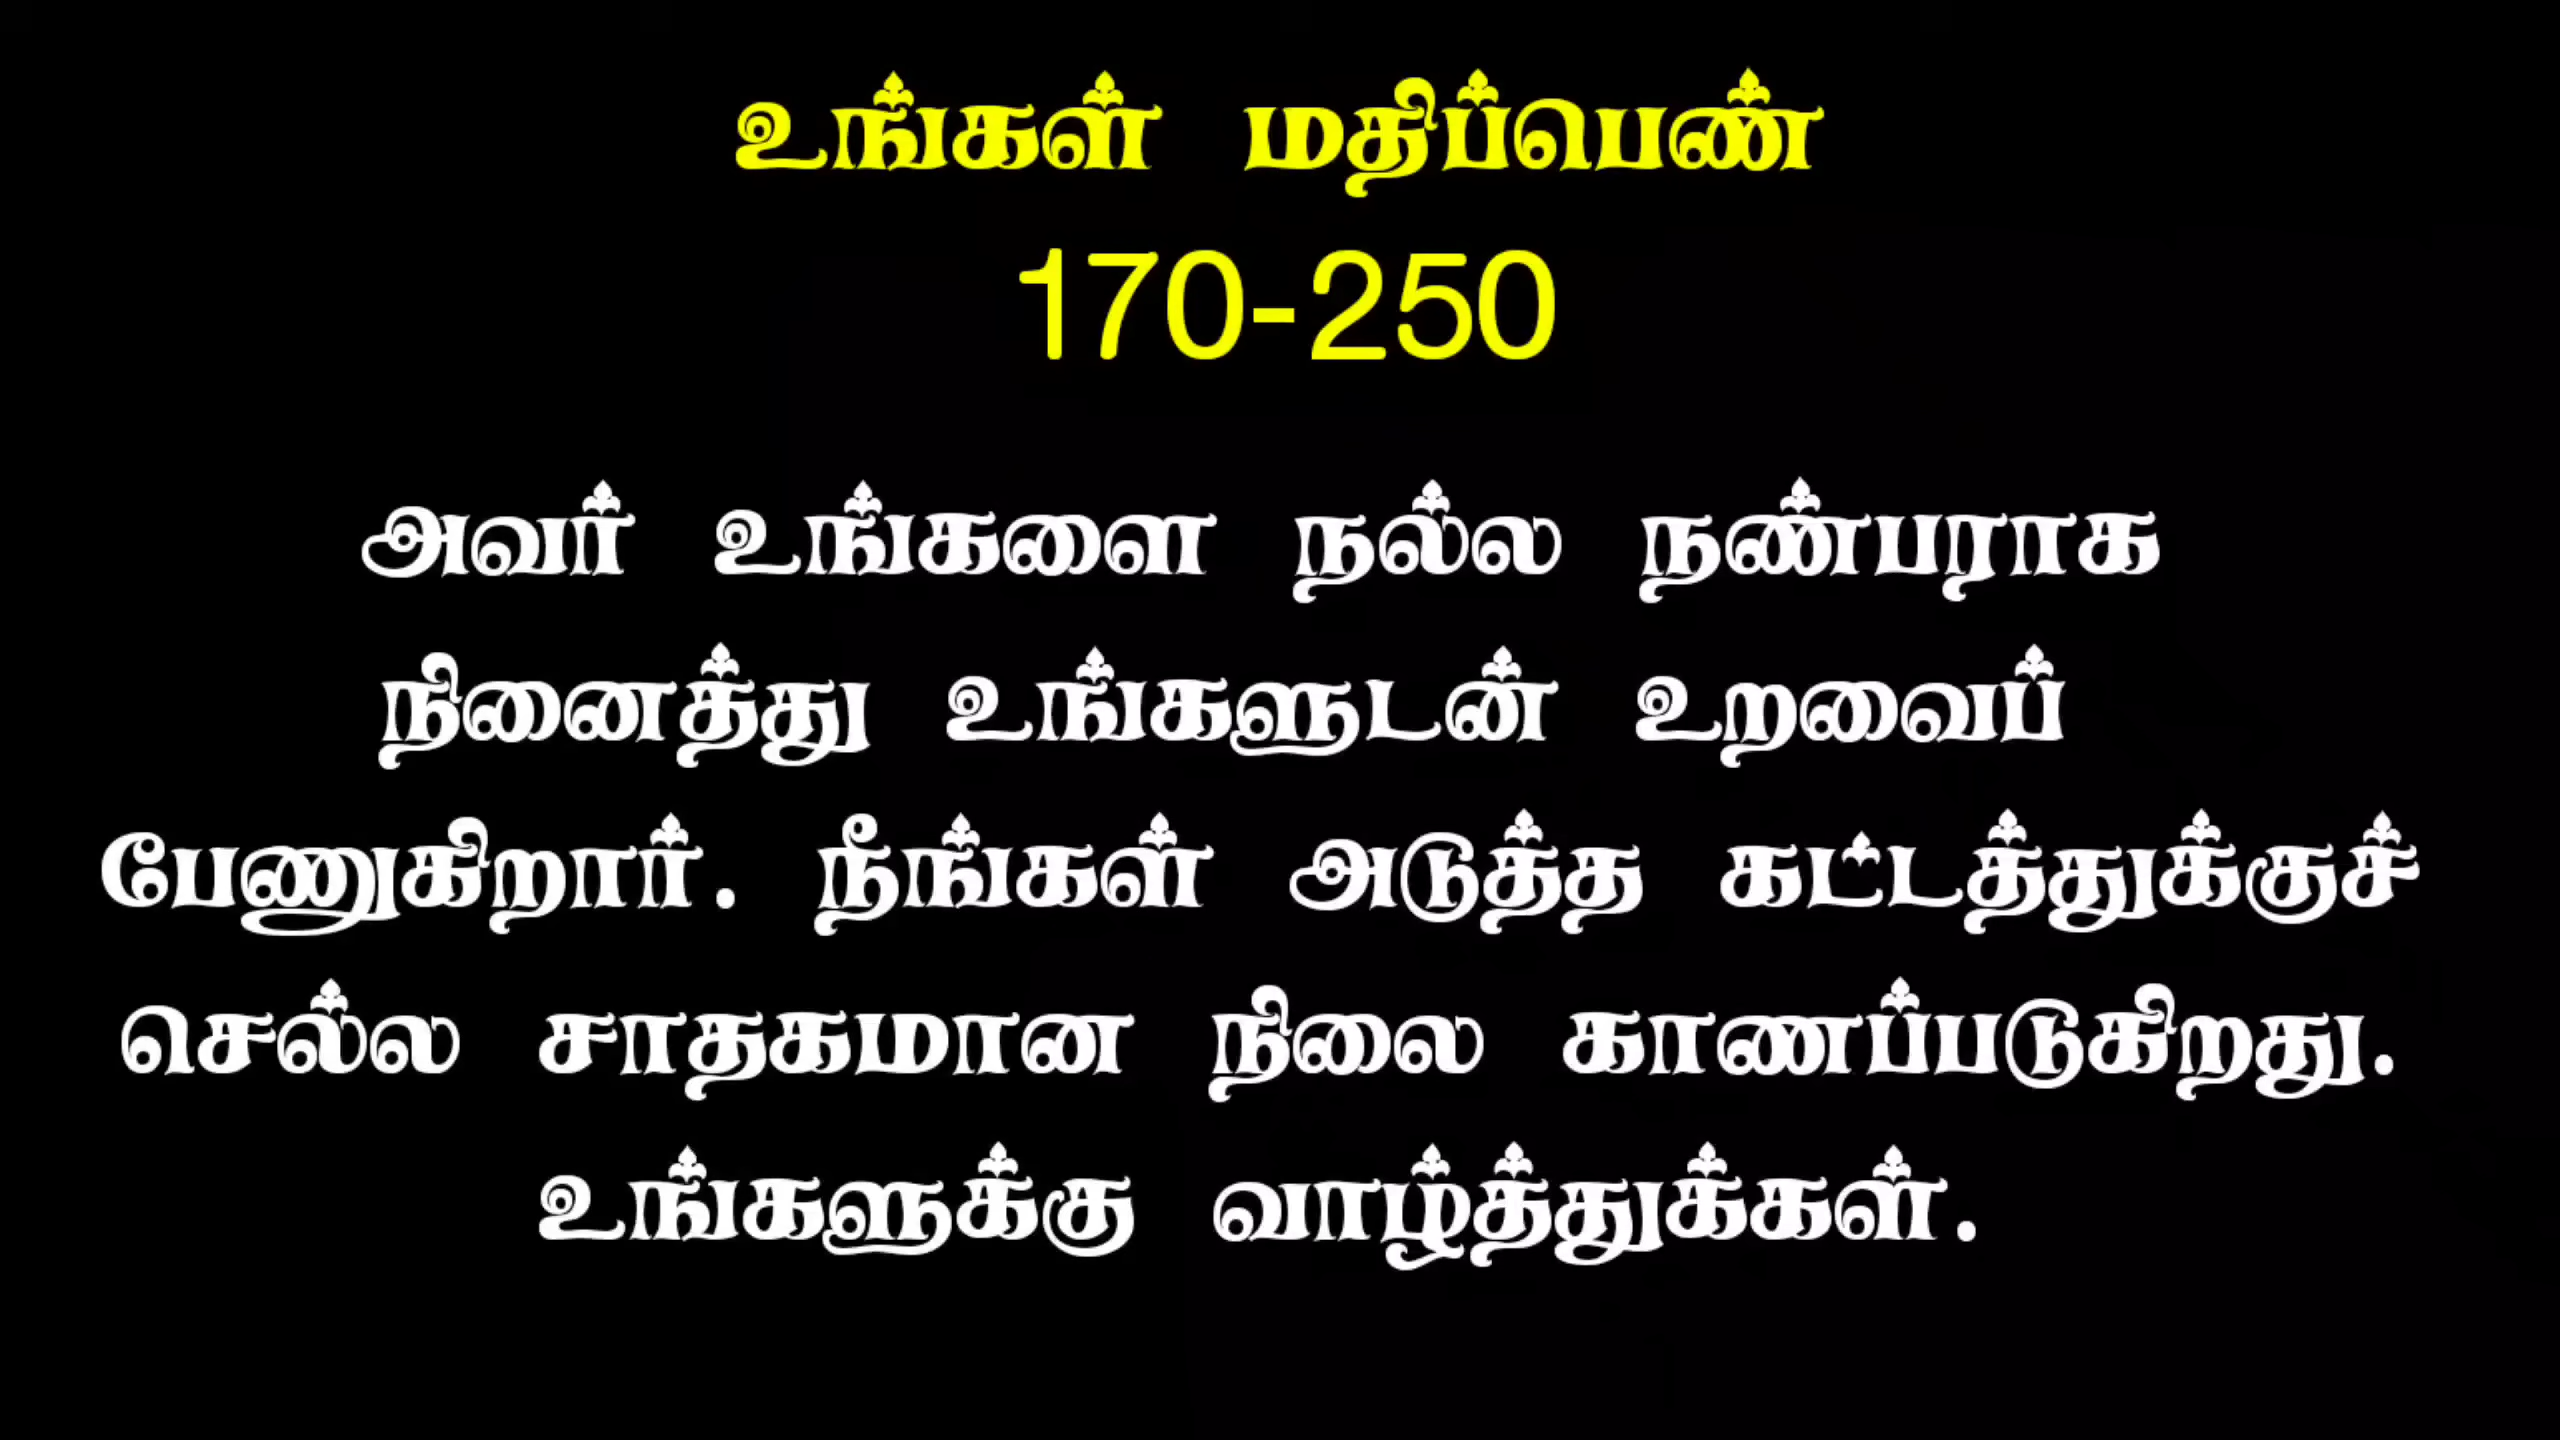 உங்கள் மதிப்பெண்
170-250
அவர் உங்களை நல்ல நண்பராக
நினைத்து உங்களுடன் உறவைப்
பேணுகிறார். நீங்கள் அடுத்த கட்டத்துக்குச்
செல்ல சாதகமான நிலை காணப்படுகிறது.
உங்களுக்கு வாழ்த்துக்கள்.